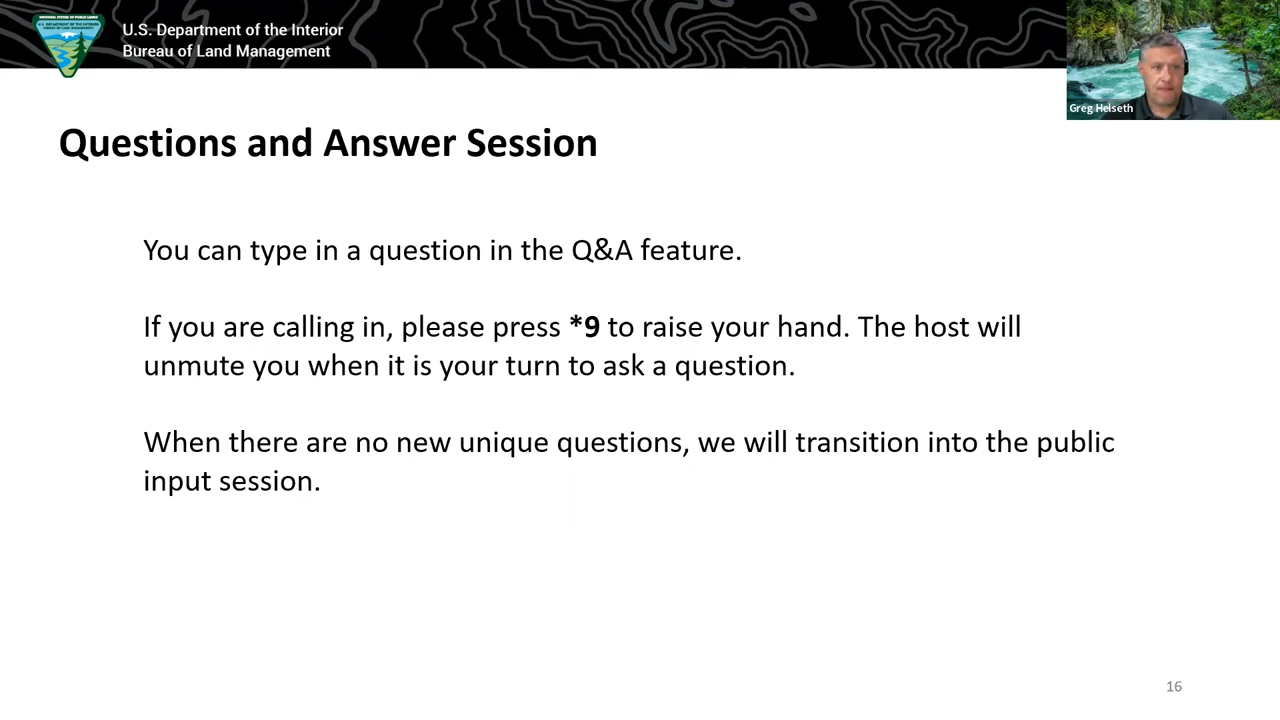 U.S. Department of the Interior
Bureau of Land Management
Greg Helseth
Questions and Answer Session
You can type in a question in the Q&A feature.
If you are calling in, please press *9 to raise your hand. The host will
unmute you when it is your turn to ask a question.
When there are no new unique questions, we will transition into the public
input session.
16